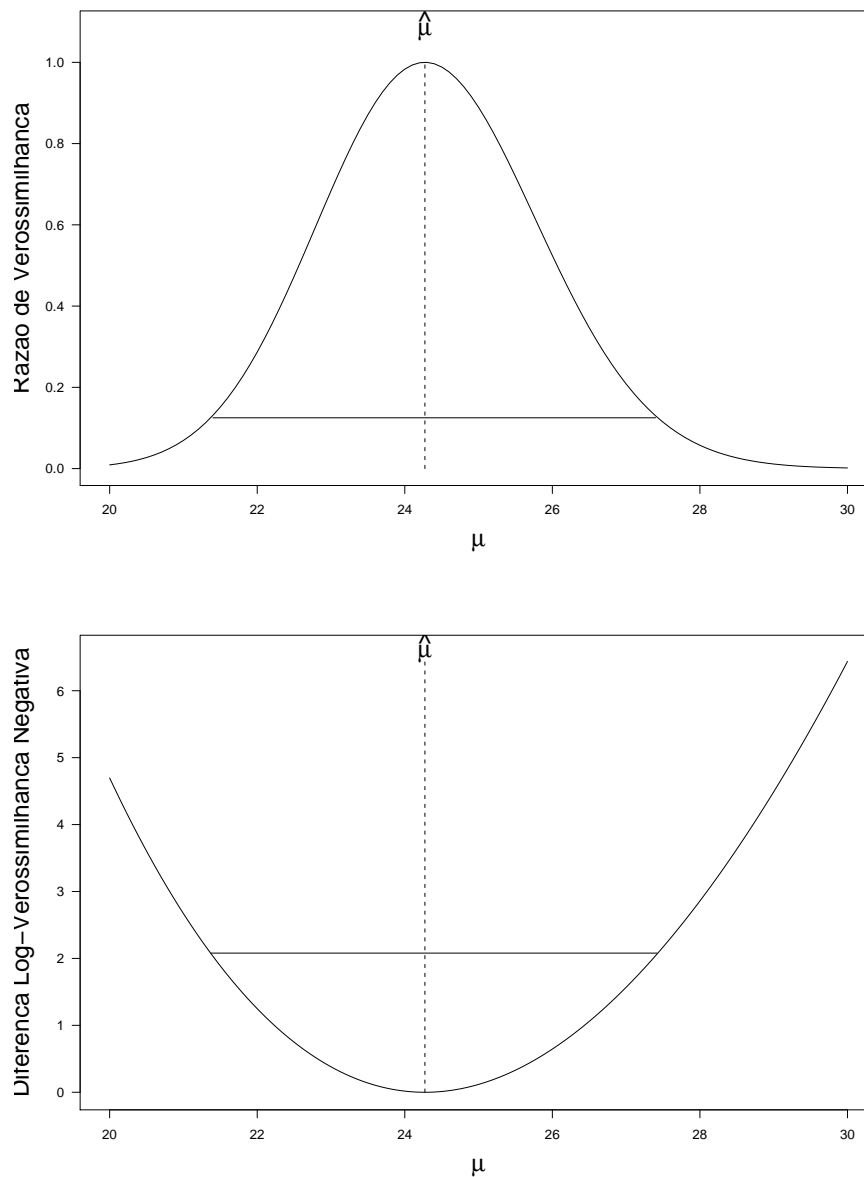 μ̂
Razao de Verossimilhanca
1.0
0.8
0.6
0.4
0.2
0.0
20 22 24 26 28 30
μ
μ̂
Diferenca Log−Verossimilhanca Negativa
6
5
4
3
2
1
0
20 22 24 26 28 30
μ